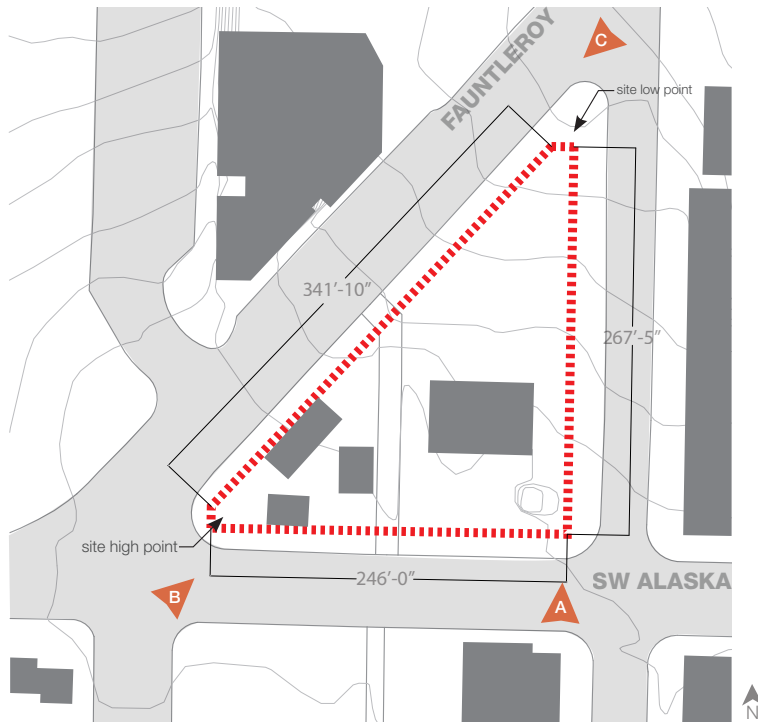 C
FAUNTLEROY
site low point
341'-10"
267'-5"
site high point
246'-0"
SW ALASKA
B
A
N